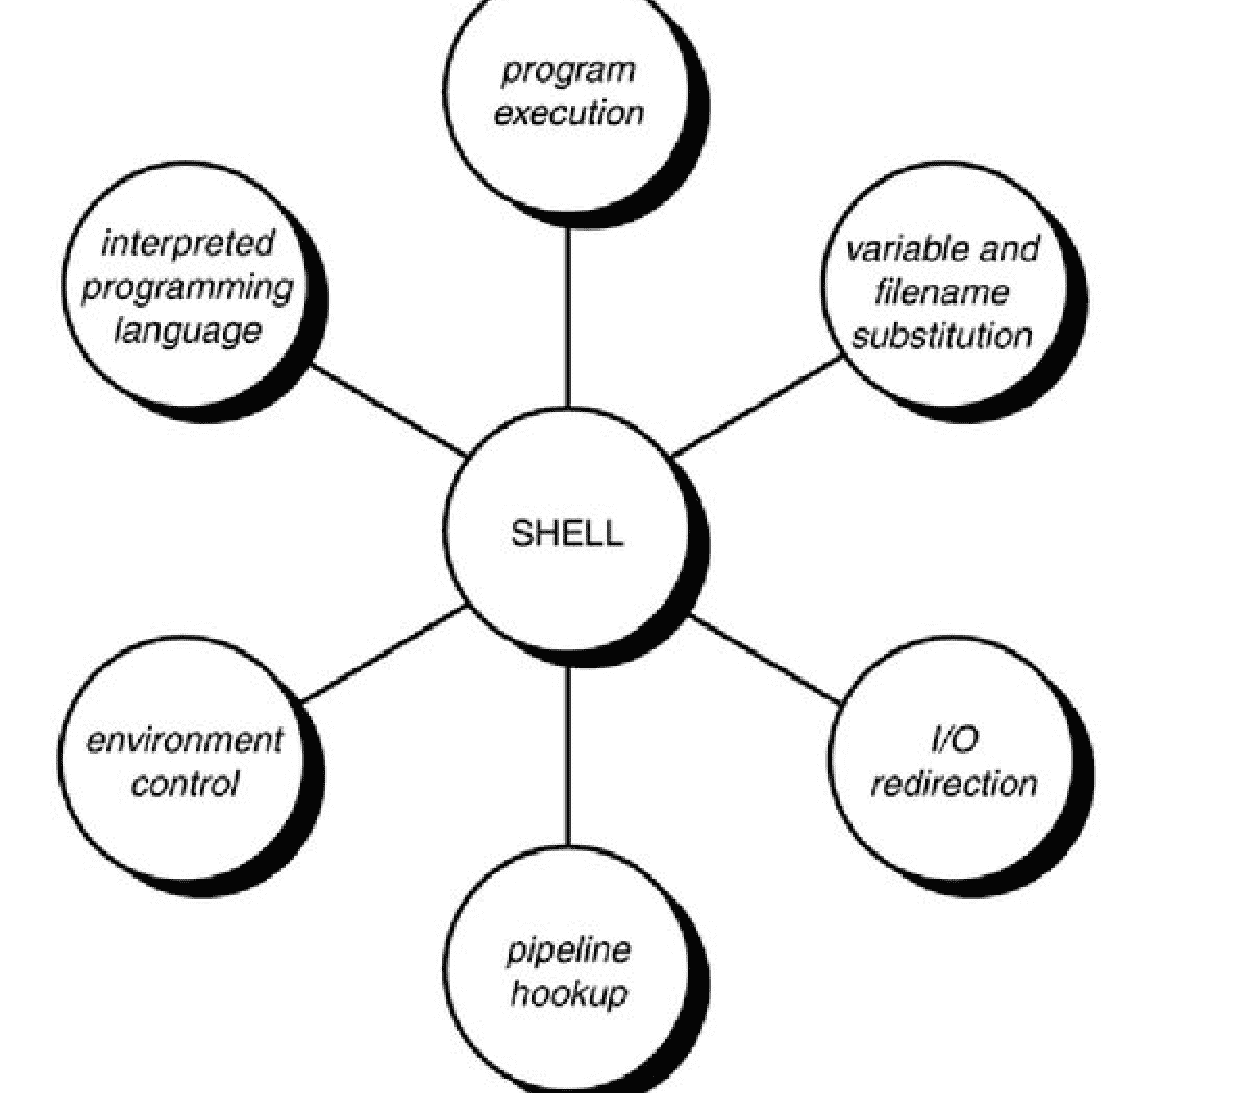 program
execution
interpreted
programming
language
variable and
filename
substitution
SHELL
environment
control
I/O
redirection
pipeline
hookup